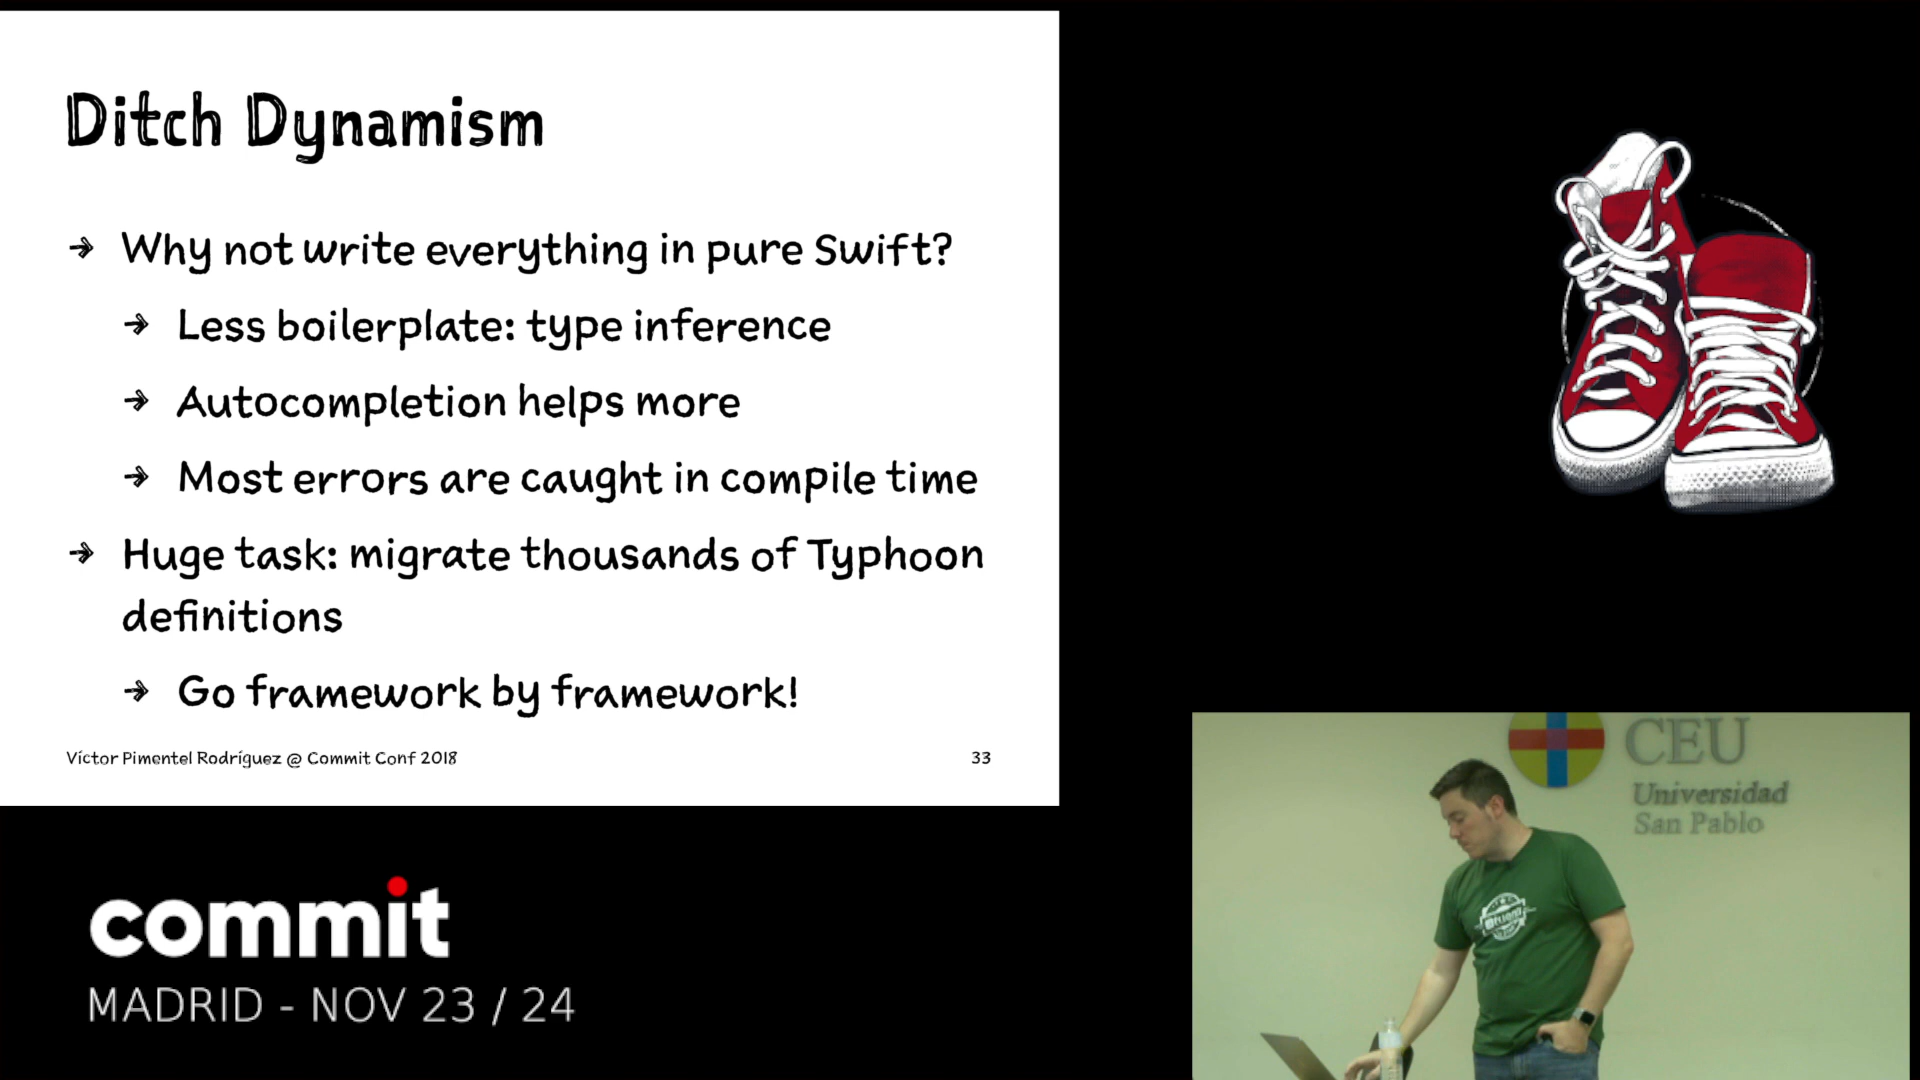 Ditch Dynamism
→ Why not write everything in pure Swift?
→ Less boilerplate: type inference
→ Autocompletion helps more
→ Most errors are caught in compile time
→ Huge task: migrate thousands of Typhoon
definitions
→ Go framework by framework!
Víctor Pimentel Rodríguez @ Commit Conf 2018
33
commit
MADRID - NOV 23 / 24
CEU
Universidad
San Pablo